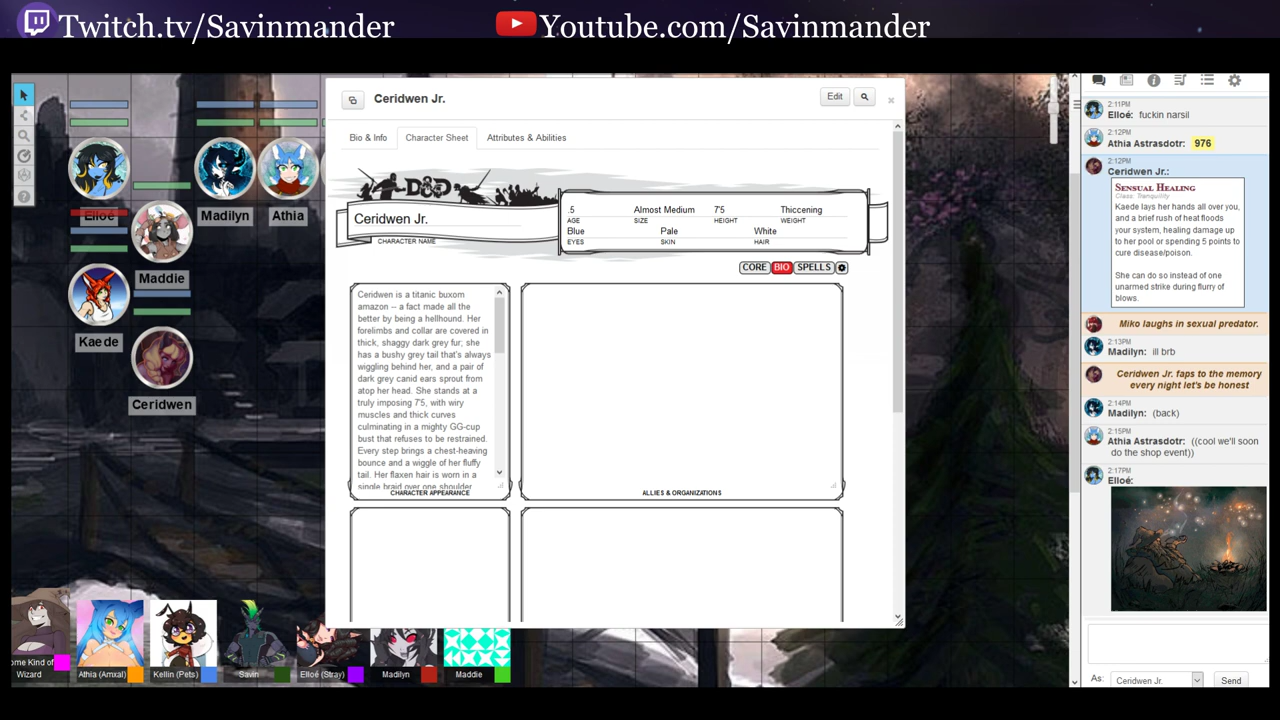 Twitch.tv/Savinmander
Youtube.com/Savinmander
Ceridwen Jr.
Edit
Bio & Info
Character Sheet
Attributes & Abilities
D&D
Ceridwen Jr.
CHARACTER NAME
.5
Almost Medium
7'5
Thiccening
AGE
SIZE
HEIGHT
WEIGHT
Blue
Pale
White
EYES
SKIN
HAIR
CORE
BIO
SPELLS
Ceridwen is a titanic buxom
amazon -- a fact made all the
better by being a hellhound. Her
forelimbs and collar are covered in
thick, shaggy dark grey fur; she
has a bushy grey tail that's always
wiggling behind her, and a pair of
dark grey canid ears sprout from
atop her head. She stands at a
truly imposing 7'5, with wiry
muscles and thick curves
culminating in a mighty GG-cup
bust that refuses to be restrained.
Every step brings a chest-heaving
bounce and a wiggle of her fluffy
tail. Her flaxen hair is worn in a
single braid over one shoulder
CHARACTER APPEARANCE
ALLIES & ORGANIZATIONS
Elloé
Madilyn
Athia
Maddie
Kaede
Ceridwen
ome Kind of
Wizard
Athia (Amxal)
Kellin (Pets)
Savin
Elloé (Stray)
Madilyn
Maddie
2:11PM
Elloé: fuckin narsil
2:12PM
Athia Astrasdotr: 976
2:12PM
Ceridwen Jr.:
SENSUAL HEALING
Class: Tranquility
Kaede lays her hands all over you,
and a brief rush of heat floods
your system, healing damage up
to her pool or spending 5 points to
cure disease/poison.
She can do so instead of one
unarmed strike during flurry of
blows.
Miko laughs in sexual predator.
2:13PM
Madilyn: ill brb
Ceridwen Jr. faps to the memory
every night let's be honest
2:14PM
Madilyn: (back)
2:15PM
Athia Astrasdotr: ((cool we'll soon
do the shop event))
2:17PM
Elloé:
As:
Ceridwen Jr.
Send